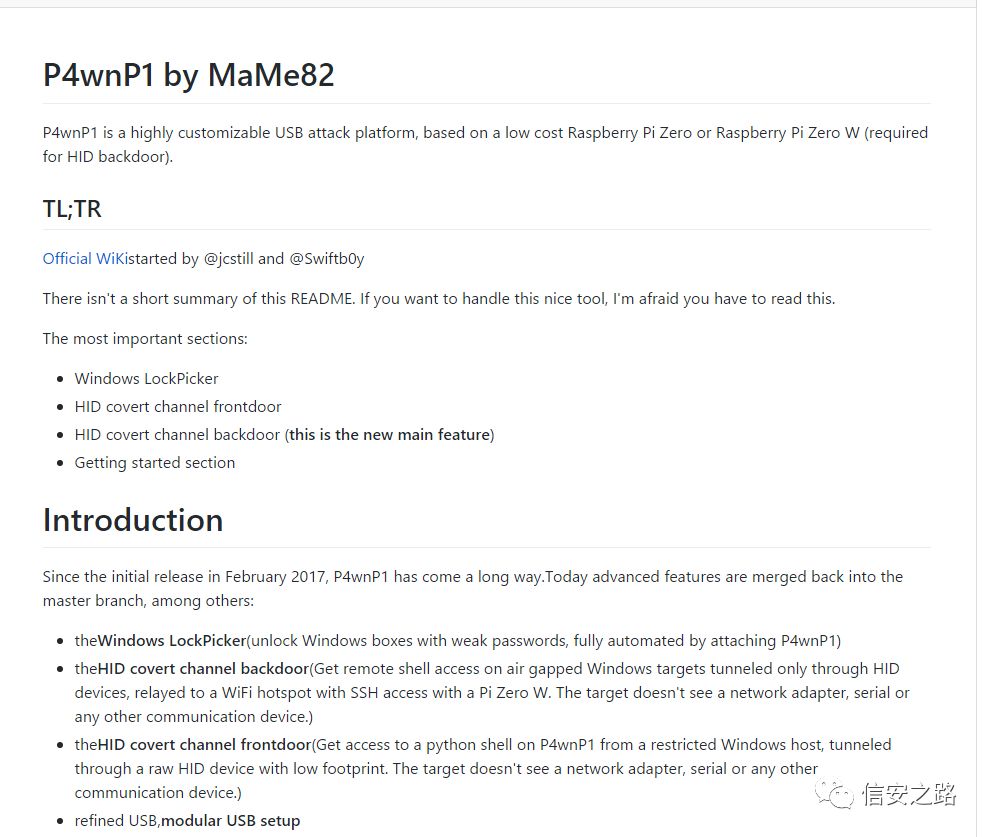 P4wnP1 by MaMe82
P4wnP1 is a highly customizable USB attack platform, based on a low cost Raspberry Pi Zero or Raspberry Pi Zero W (required
for HID backdoor).
TL;TR
Official WiKistarted by @jcstill and @Swiftb0y
There isn't a short summary of this README. If you want to handle this nice tool, I'm afraid you have to read this.
The most important sections:
Windows LockPicker
HID covert channel frontdoor
HID covert channel backdoor (this is the new main feature)
Getting started section
Introduction
Since the initial release in February 2017, P4wnP1 has come a long way.Today advanced features are merged back into the
master branch, among others:
theWindows LockPicker(unlock Windows boxes with weak passwords, fully automated by attaching P4wnP1)
theHID covert channel backdoor(Get remote shell access on air gapped Windows targets tunneled only through HID
devices, relayed to a WiFi hotspot with SSH access with a Pi Zero W. The target doesn't see a network adapter, serial or
any other communication device.)
theHID covert channel frontdoor(Get access to a python shell on P4wnP1 from a restricted Windows host, tunneled
through a raw HID device with low footprint. The target doesn't see a network adapter, serial or any other
communication device.)
信安之路
refined USB,modular USB setup